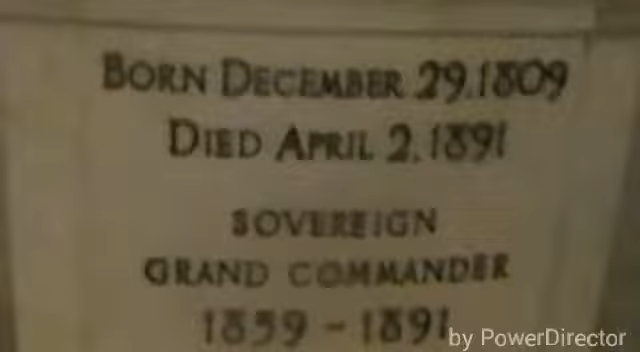 BORN DECEMBER 29, 1809
DIED APRIL 2, 1891
SOVEREIGN
GRAND COMMANDER
1859 - 1891
by PowerDirector